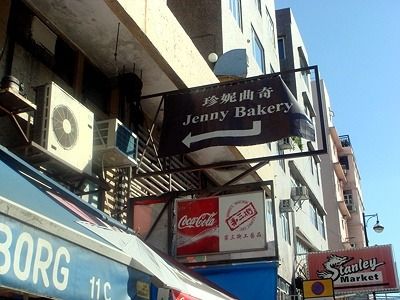 珍妮曲奇
Jenny Bakery
Coca-Cola
Stanley
Market
BORG
11C